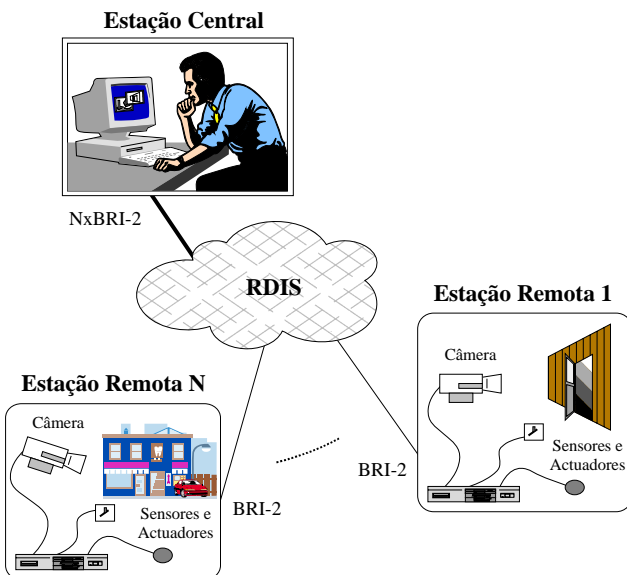 Estação Central
NxBRI-2
RDIS
Estação Remota 1
Câmera
Sensores e
Actuadores
BRI-2
Estação Remota N
Câmera
Sensores e
Actuadores
BRI-2